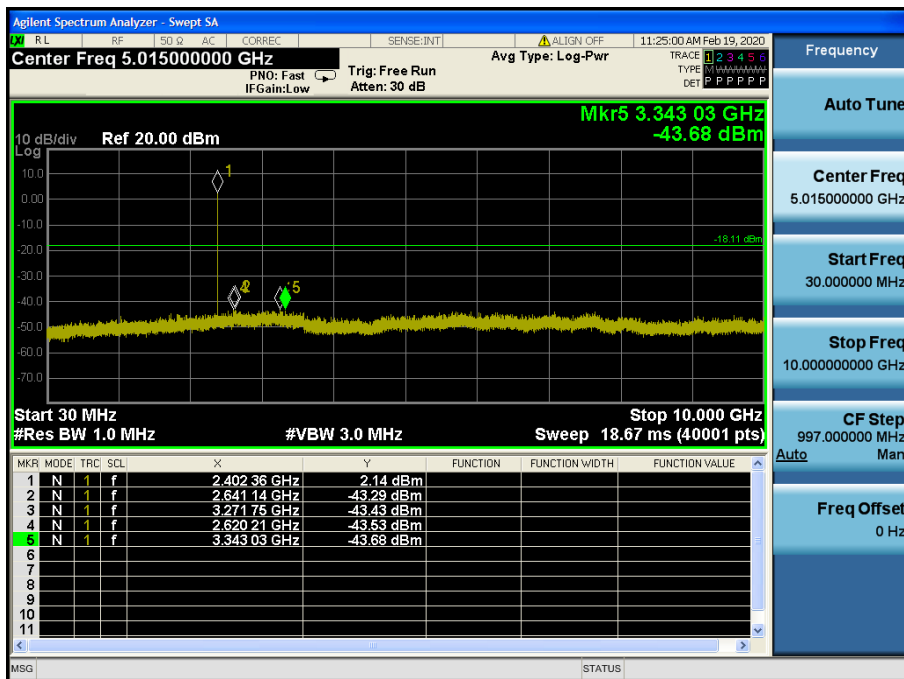 Agilent Spectrum Analyzer - Swept SA
LXI RL RF 50 Ω AC CORREC SENSE:INT ALIGN OFF 11:25:00 AM Feb 19, 2020
Center Freq 5.015000000 GHz
PNO: Fast
IFGain:Low
Trig: Free Run
Atten: 30 dB
Avg Type: Log-Pwr
TRACE 1 2 3 4 5 6
TYPE M WWWWW
DET P P P P P P
Mkr5 3.343 03 GHz
-43.68 dBm
10 dB/div Ref 20.00 dBm
Log
10.0
0.00
-10.0
-20.0
-30.0
-40.0
-50.0
-60.0
-70.0
1
-18.11 dBm
5
Start 30 MHz Stop 10.000 GHz
#Res BW 1.0 MHz #VBW 3.0 MHz Sweep 18.67 ms (40001 pts)
MKR MODE TRC SCL X Y FUNCTION FUNCTION WIDTH FUNCTION VALUE
1 N 1 f 2.402 36 GHz 2.14 dBm
2 N 1 f 2.641 14 GHz -43.29 dBm
3 N 1 f 3.271 75 GHz -43.43 dBm
4 N 1 f 2.620 21 GHz -43.53 dBm
5 N 1 f 3.343 03 GHz -43.68 dBm
6
7
8
9
10
11
MSG STATUS
Frequency
Auto Tune
Center Freq
5.015000000 GHz
Start Freq
30.000000 MHz
Stop Freq
10.000000000 GHz
CF Step
997.000000 MHz
Auto Man
Freq Offset
0 Hz